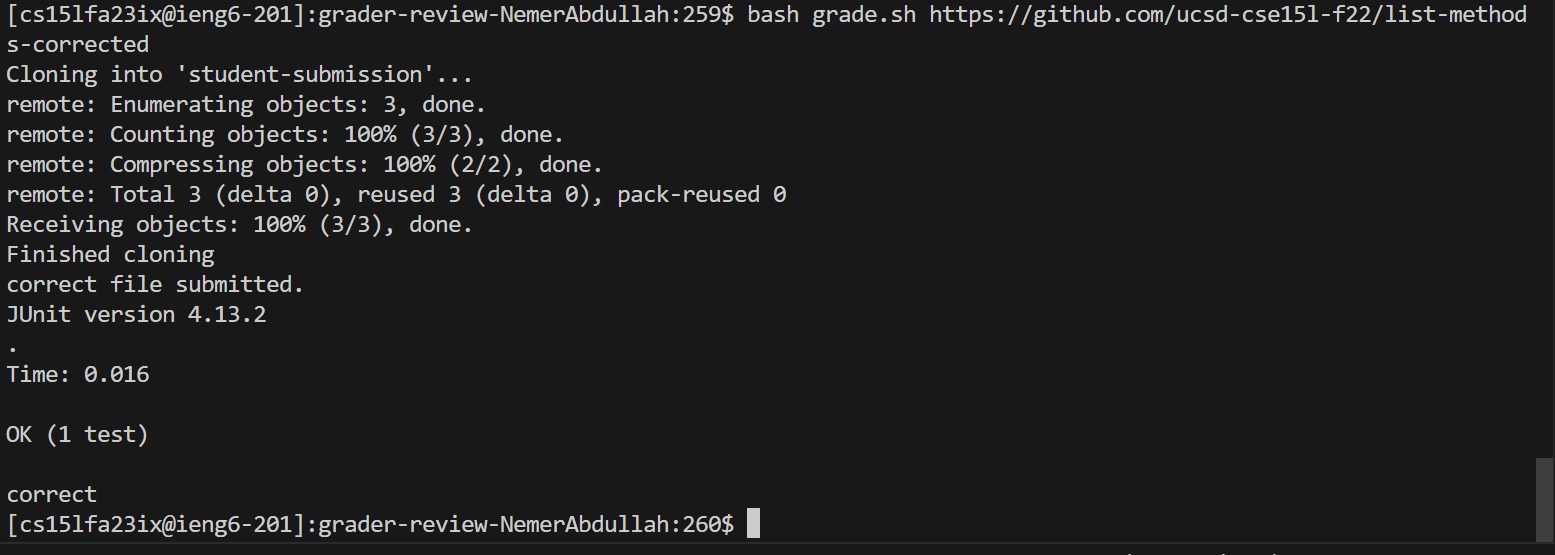 [cs15lfa23ix@ieng6-201]:grader-review-NemerAbdullah:259$ bash grade.sh https://github.com/ucsd-cse15l-f22/list-method
s-corrected
Cloning into 'student-submission'...
remote: Enumerating objects: 3, done.
remote: Counting objects: 100% (3/3), done.
remote: Compressing objects: 100% (2/2), done.
remote: Total 3 (delta 0), reused 3 (delta 0), pack-reused 0
Receiving objects: 100% (3/3), done.
Finished cloning
correct file submitted.
JUnit version 4.13.2
.
Time: 0.016
OK (1 test)
correct
[cs15lfa23ix@ieng6-201]:grader-review-NemerAbdullah:260$